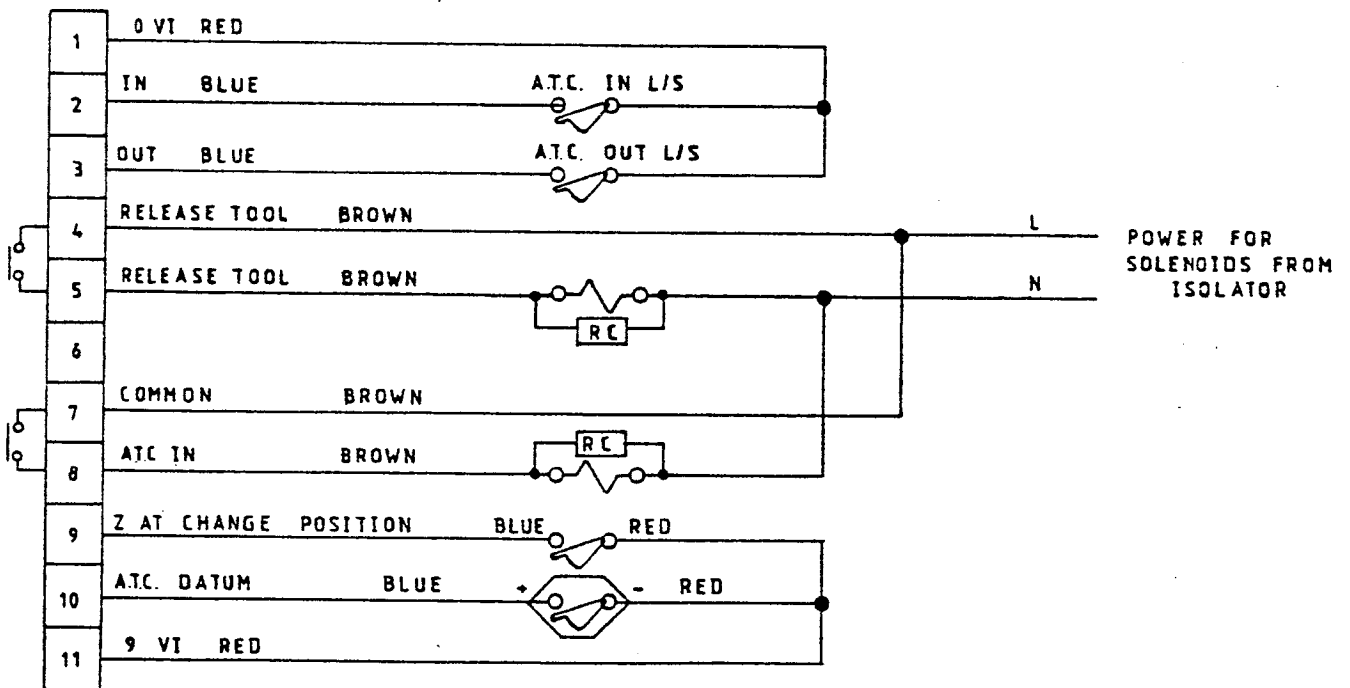 1 0 VI RED
2 IN BLUE A.T.C. IN L/S
3 OUT BLUE A.T.C. OUT L/S
4 RELEASE TOOL BROWN L
POWER FOR
SOLENOIDS FROM
ISOLATOR
5 RELEASE TOOL BROWN N
RC
6
7 COMMON BROWN
RC
8 ATC IN BROWN
9 Z AT CHANGE POSITION BLUE RED
10 A.T.C. DATUM BLUE + - RED
11 9 VI RED